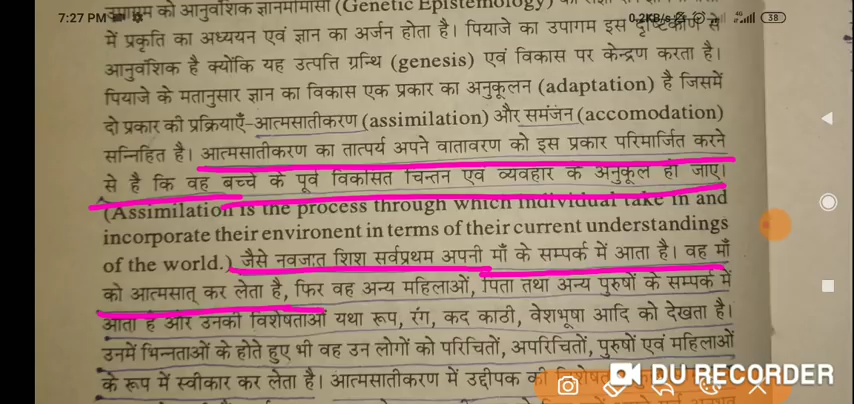 7:27 PM
0.2KB/s
38
को आनुवांशिक ज्ञानमीमांसा (Genetic Epistemology)
में प्रकृति का अध्ययन एवं ज्ञान का अर्जन होता है। पियाजे का उपागम इस दृष्टिकोण से
आनुवंशिक है क्योंकि यह उत्पत्ति ग्रन्थि (genesis) एवं विकास पर केन्द्रण करता है।
पियाजे के मतानुसार ज्ञान का विकास एक प्रकार का अनुकूलन (adaptation) है जिसमें
दो प्रकार की प्रक्रियाएँ-आत्मसातीकरण (assimilation) और समंजन (accomodation)
सन्निहित है। आत्मसातीकरण का तात्पर्य अपने वातावरण को इस प्रकार परिमार्जित करने
से है कि वह बच्चे के पूर्व विकसित चिन्तन एवं व्यवहार के अनुकूल हो जाए।
(Assimilation is the process through which individual take in and
incorporate their environent in terms of their current understandings
of the world.) जैसे नवजात शिशु सर्वप्रथम अपनी माँ के सम्पर्क में आता है। वह माँ
को आत्मसात् कर लेता है, फिर वह अन्य महिलाओं, पिता तथा अन्य पुरुषों के सम्पर्क में
आता है और उनकी विशेषताओं यथा रूप, रंग, कद काठी, वेशभूषा आदि को देखता है।
उनमें भिन्नताओं के होते हुए भी वह उन लोगों को परिचितों, अपरिचितों, पुरुषों एवं महिलाओं
के रूप में स्वीकार कर लेता है। आत्मसातीकरण में उद्दीपक की
DU RECORDER